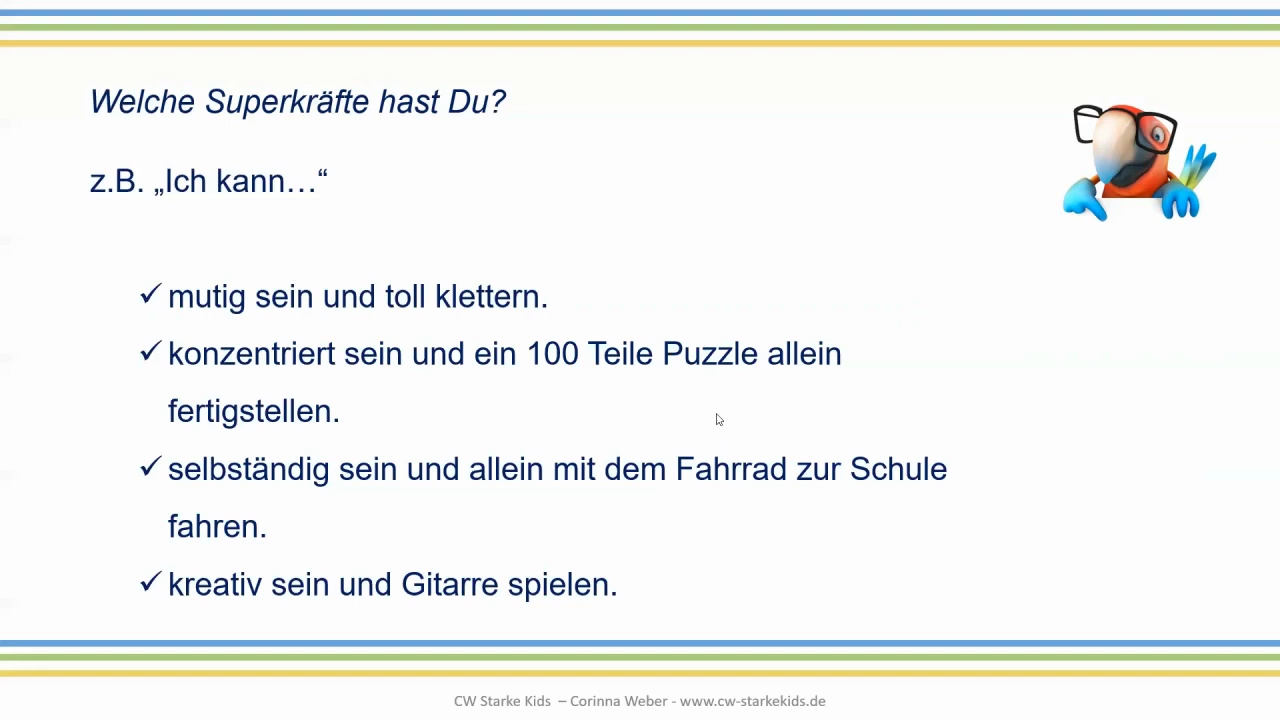 Welche Superkräfte hast Du?
z.B. „Ich kann…“
✓ mutig sein und toll klettern.
✓ konzentriert sein und ein 100 Teile Puzzle allein
fertigstellen.
✓ selbständig sein und allein mit dem Fahrrad zur Schule
fahren.
✓ kreativ sein und Gitarre spielen.
CW Starke Kids – Corinna Weber - www.cw-starkekids.de